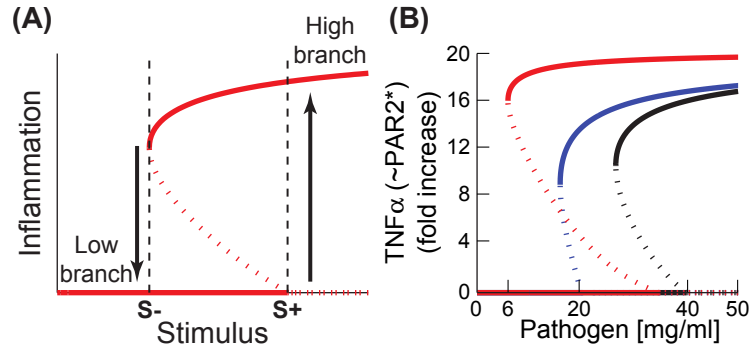 (A)
High
branch
Inflammation
Low
branch
S-
S+
Stimulus
(B)
TNFα (~PAR2*)
(fold increase)
20
16
12
8
4
0
0
6
20
30
40
50
Pathogen [mg/ml]